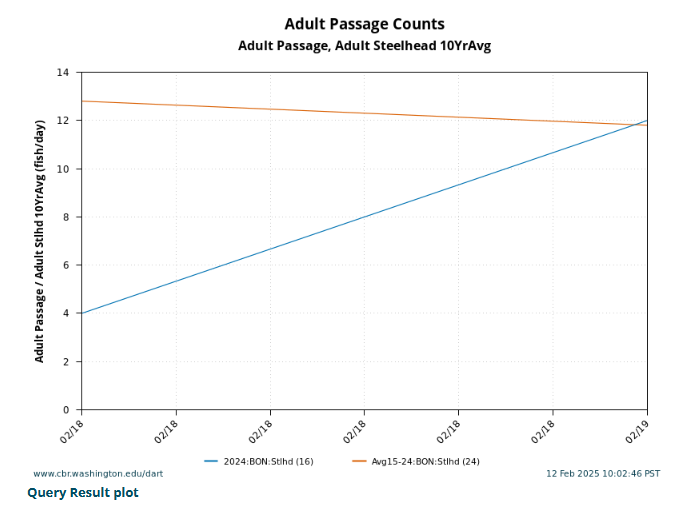 Adult Passage Counts
Adult Passage, Adult Steelhead 10YrAvg
Adult Passage / Adult Stlhd 10YrAvg (fish/day)
14
12
10
8
6
4
2
0
02/18
02/18
02/18
02/18
02/18
02/18
02/19
2024:BON:Stlhd (16)
Avg15-24:BON:Stlhd (24)
www.cbr.washington.edu/dart
12 Feb 2025 10:02:46 PST
Query Result plot